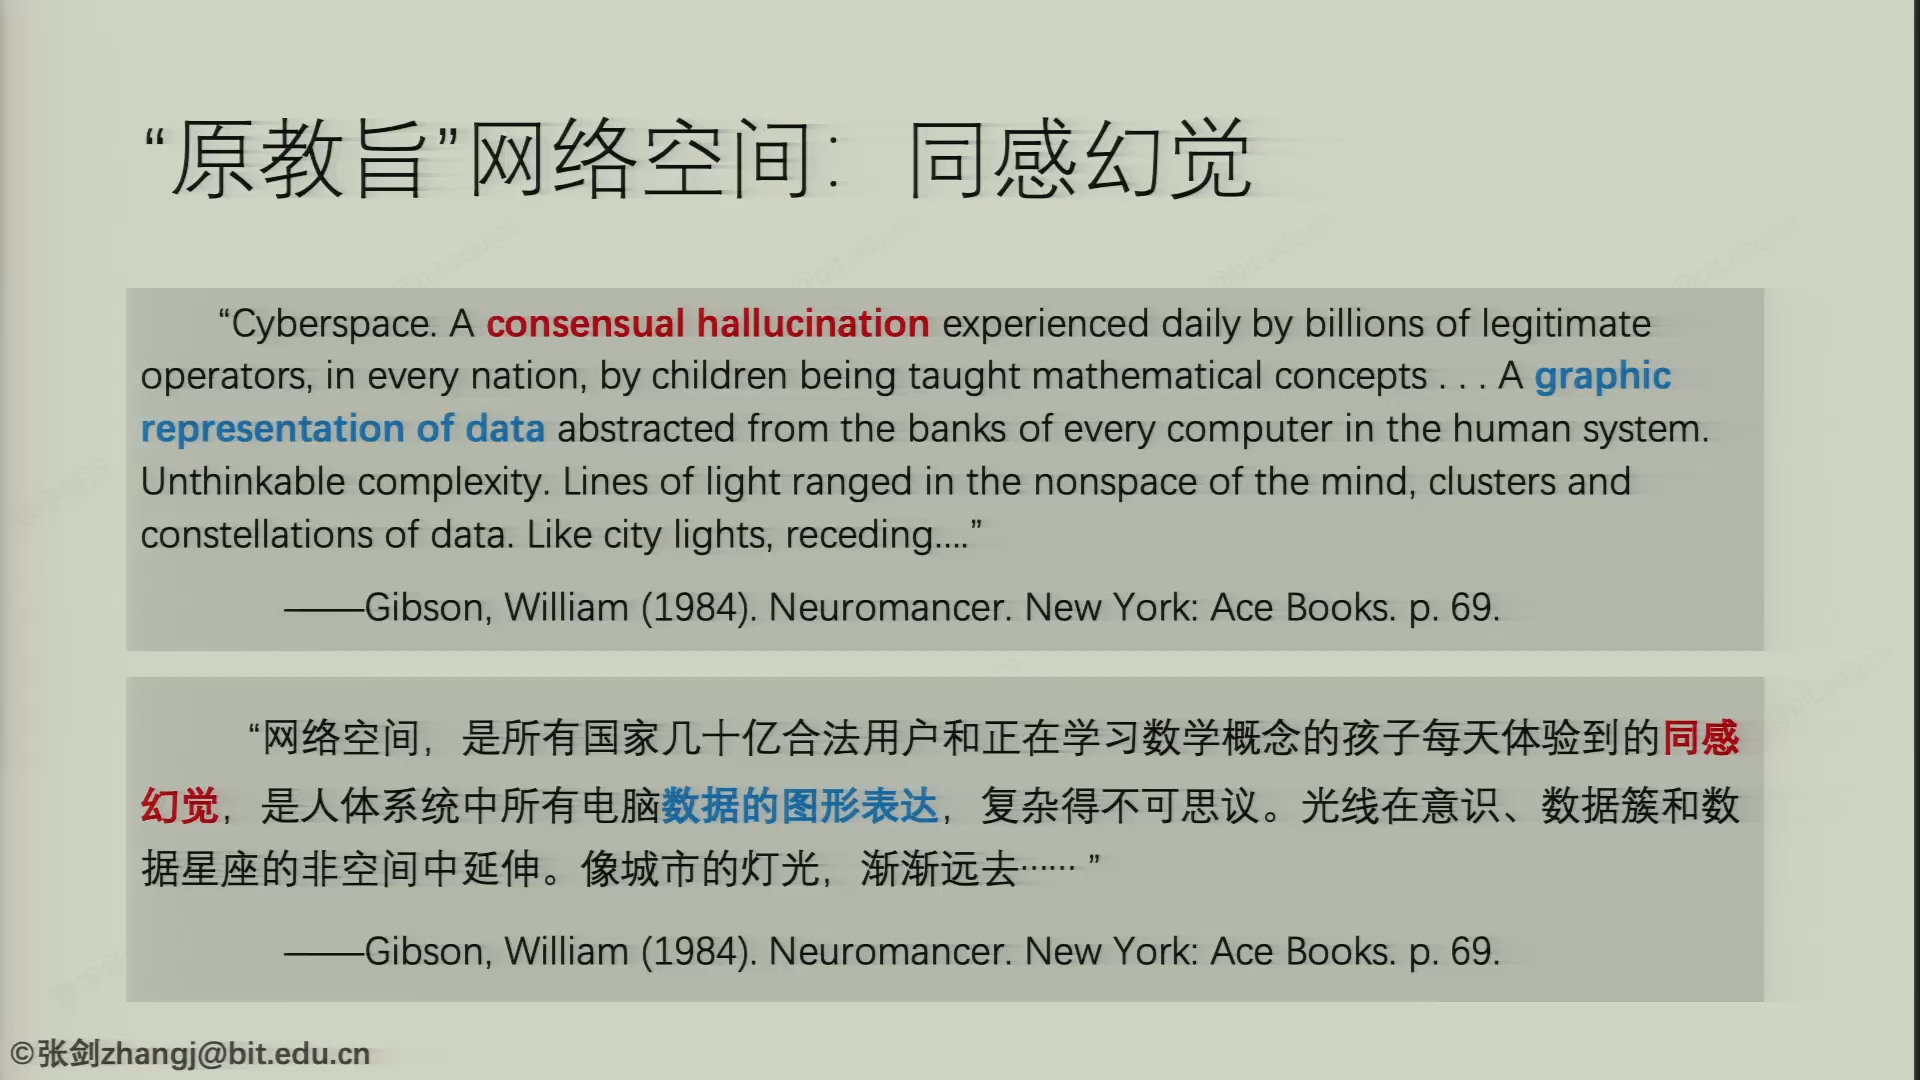 “原教旨”网络空间：同感幻觉
“Cyberspace. A consensual hallucination experienced daily by billions of legitimate
operators, in every nation, by children being taught mathematical concepts . . . A graphic
representation of data abstracted from the banks of every computer in the human system.
Unthinkable complexity. Lines of light ranged in the nonspace of the mind, clusters and
constellations of data. Like city lights, receding....”
——Gibson, William (1984). Neuromancer. New York: Ace Books. p. 69.
“网络空间，是所有国家几十亿合法用户和正在学习数学概念的孩子每天体验到的同感
幻觉，是人体系统中所有电脑数据的图形表达，复杂得不可思议。光线在意识、数据簇和数
据星座的非空间中延伸。像城市的灯光，渐渐远去……”
——Gibson, William (1984). Neuromancer. New York: Ace Books. p. 69.
©张剑zhangj@bit.edu.cn